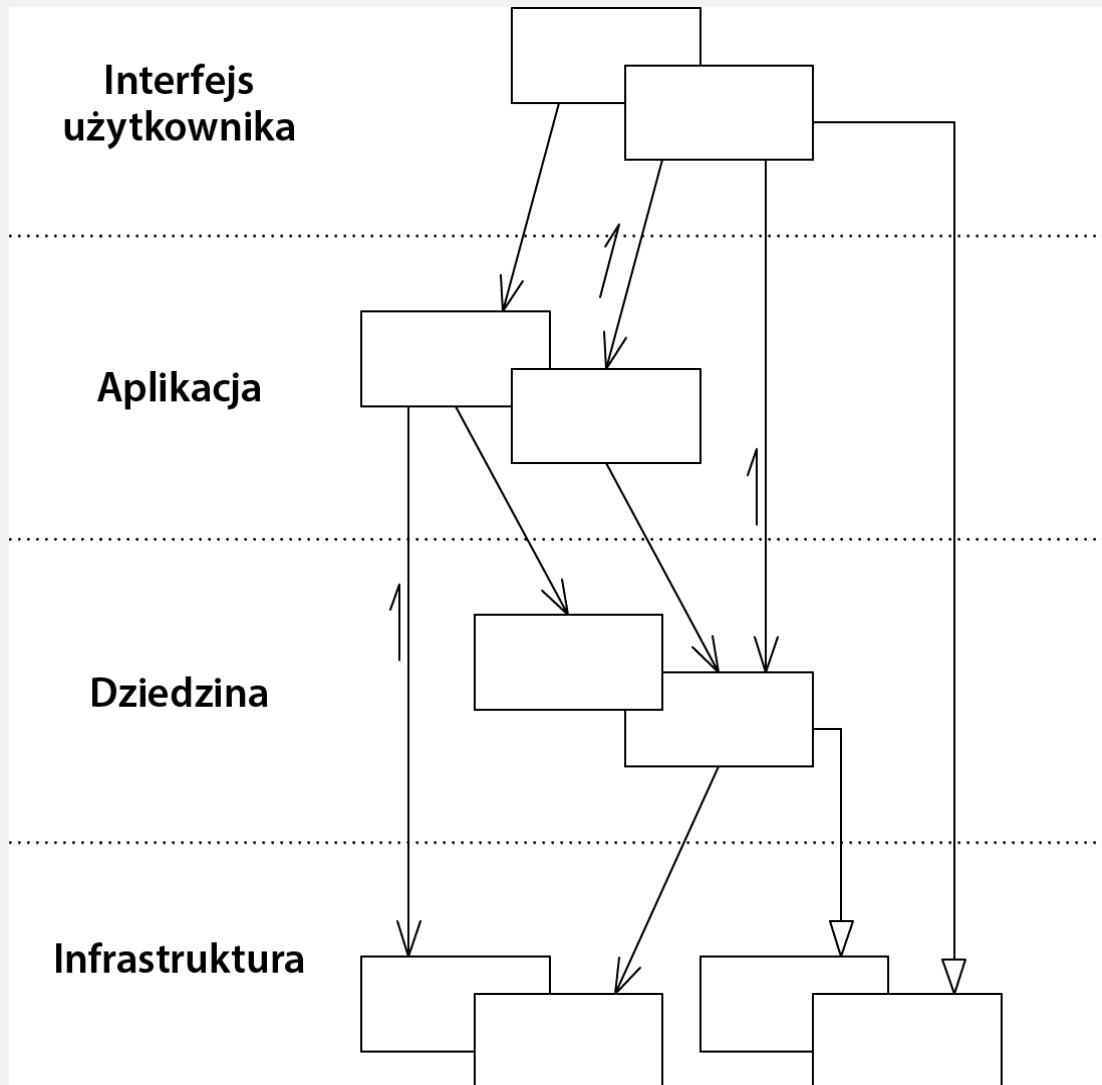 Interfejs
użytkownika
Aplikacja
Dziedzina
Infrastruktura